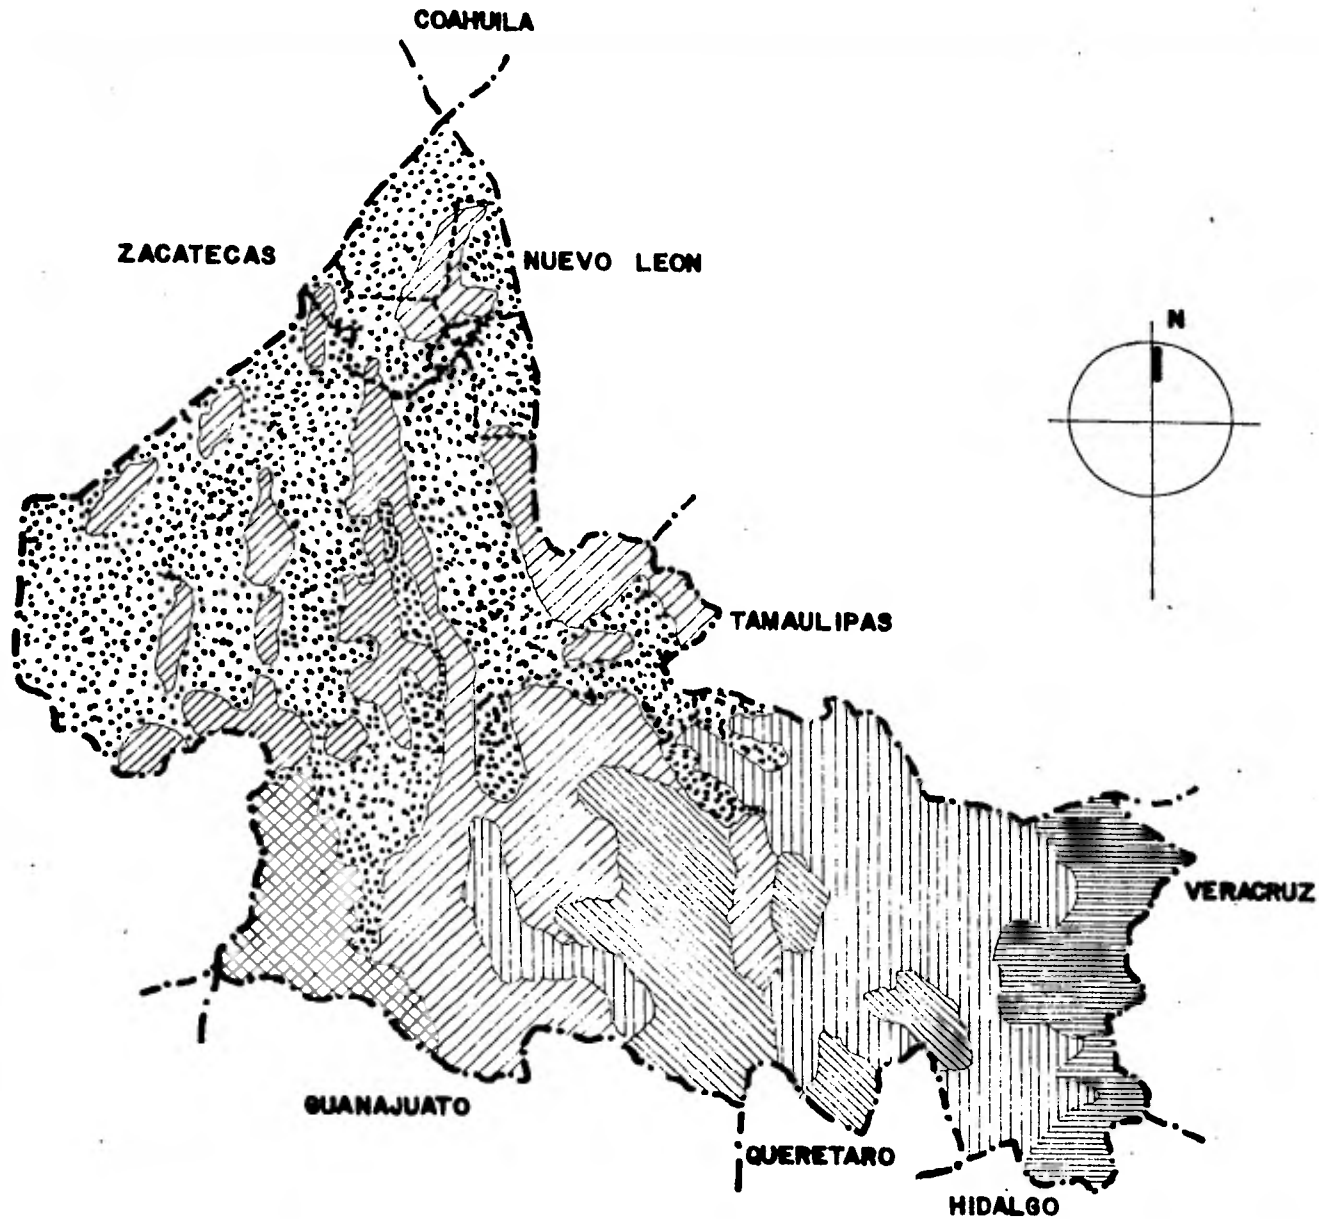 COAHUILA
ZACATECAS
NUEVO LEON
N
TAMAULIPAS
VERACRUZ
GUANAJUATO
QUERETARO
HIDALGO